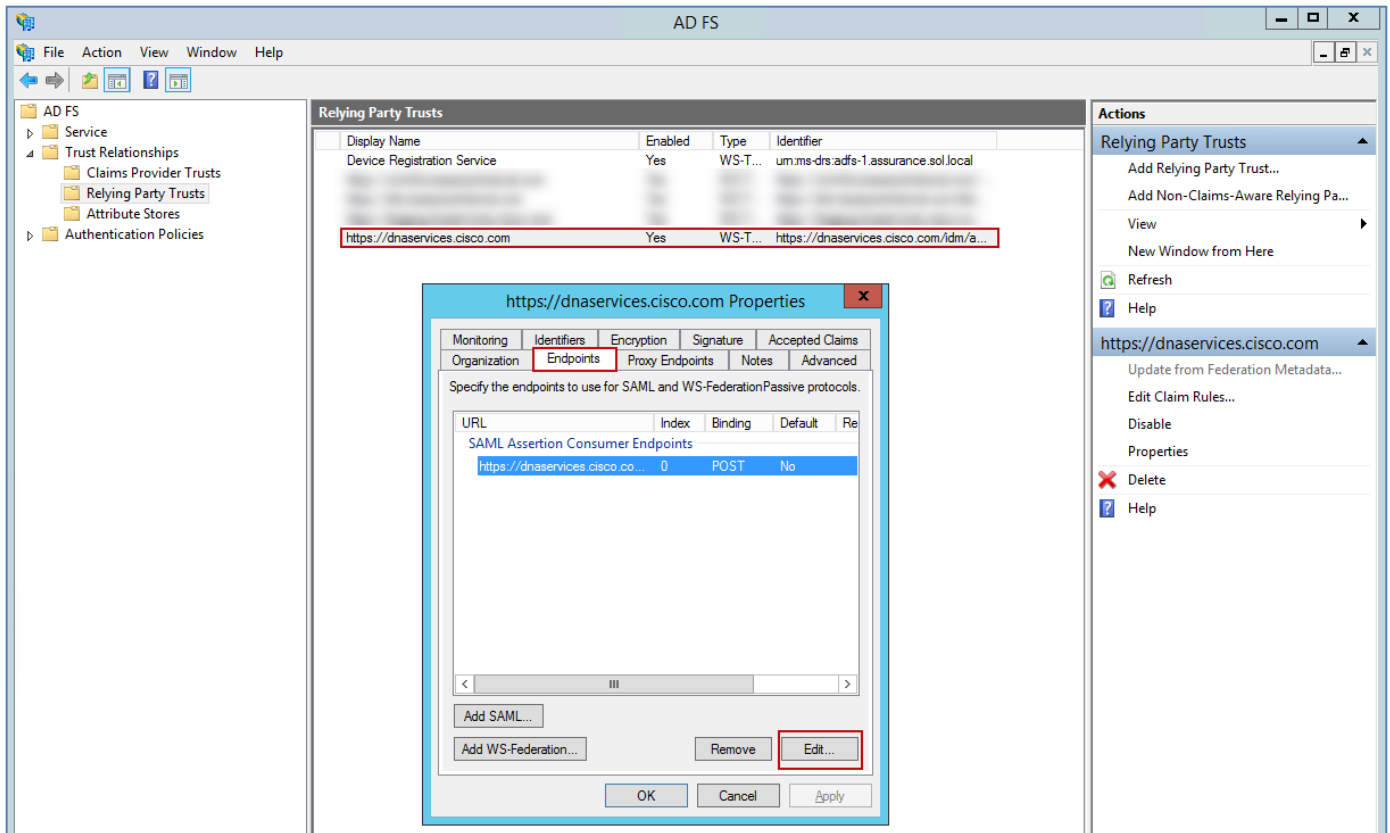 AD FS
File Action View Window Help
AD FS
Service
Trust Relationships
Claims Provider Trusts
Relying Party Trusts
Attribute Stores
Authentication Policies
Relying Party Trusts
Display Name Enabled Type Identifier
Device Registration Service Yes WS-T... urn:ms-drs:adfs-1.assurance.sol.local
https://dnaservices.cisco.com Yes WS-T... https://dnaservices.cisco.com/idm/a...
https://dnaservices.cisco.com Properties
Monitoring Identifiers Encryption Signature Accepted Claims
Organization Endpoints Proxy Endpoints Notes Advanced
Specify the endpoints to use for SAML and WS-FederationPassive protocols.
URL Index Binding Default Re
SAML Assertion Consumer Endpoints
https://dnaservices.cisco.co... 0 POST No
Add SAML...
Add WS-Federation... Remove Edit...
OK Cancel Apply
Actions
Relying Party Trusts
Add Relying Party Trust...
Add Non-Claims-Aware Relying Pa...
View
New Window from Here
Refresh
Help
https://dnaservices.cisco.com
Update from Federation Metadata...
Edit Claim Rules...
Disable
Properties
Delete
Help